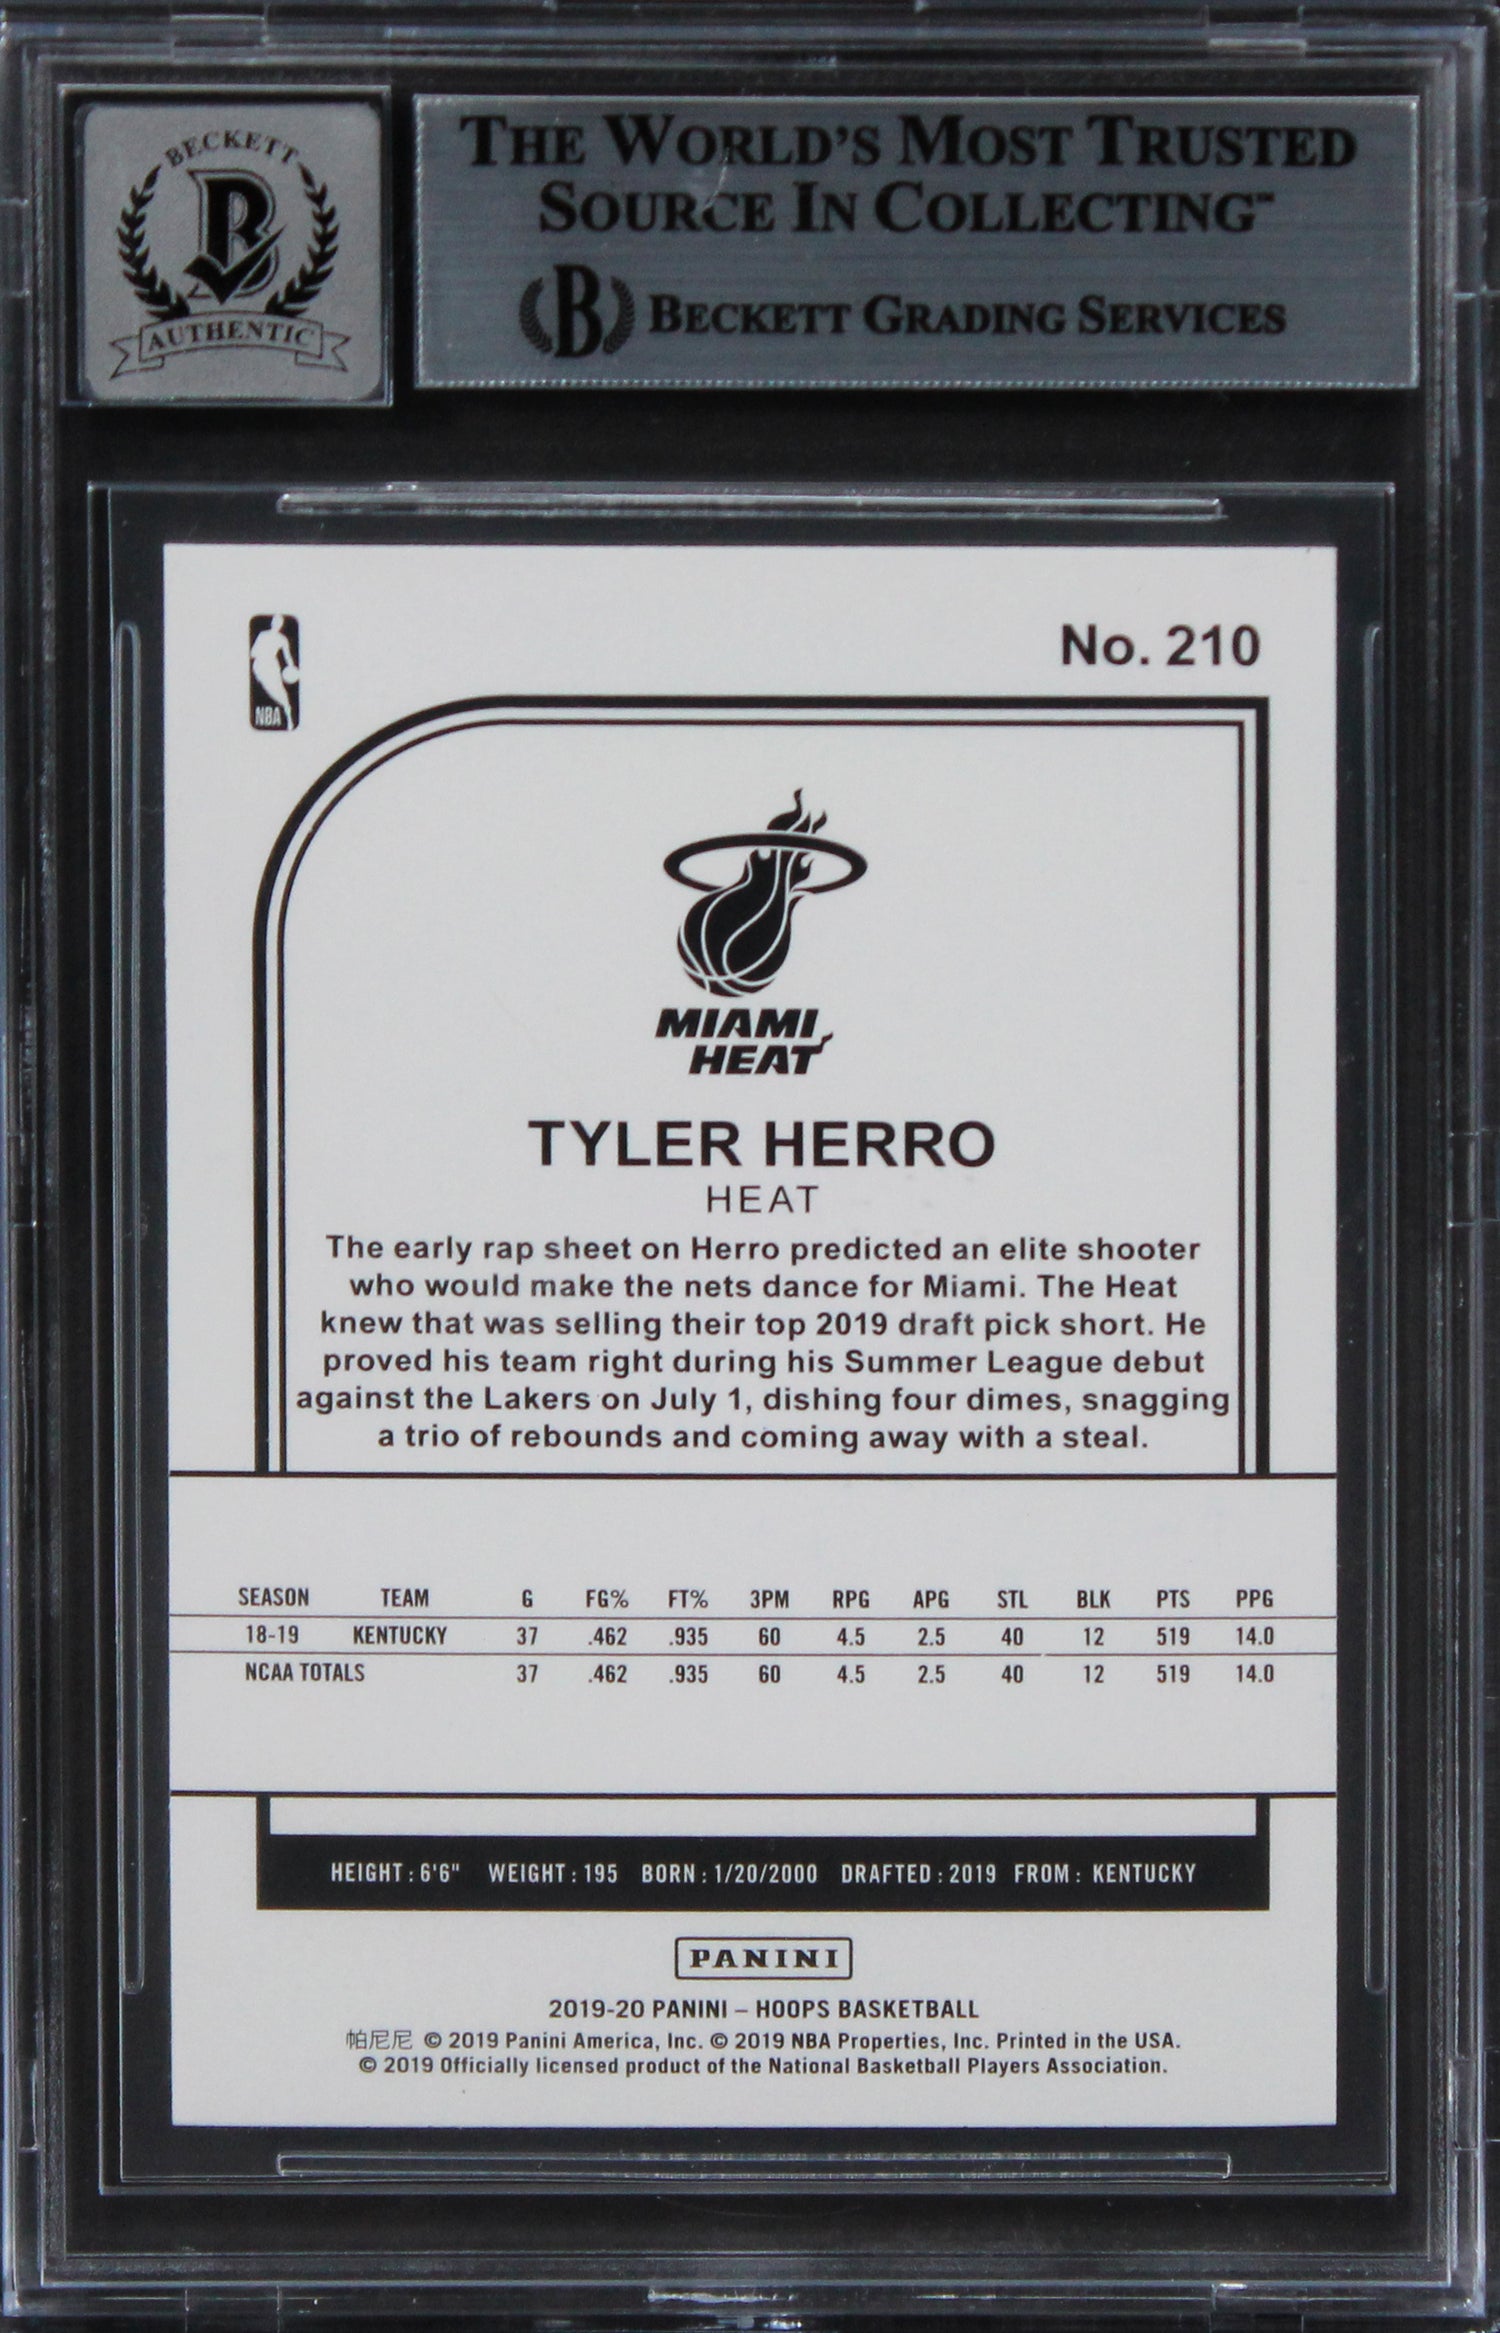 BECKETT
B
AUTHENTIC
THE WORLD'S MOST TRUSTED
SOURCE IN COLLECTING™
B BECKETT GRADING SERVICES
NBA
No. 210
MIAMI
HEAT
TYLER HERRO
HEAT
The early rap sheet on Herro predicted an elite shooter
who would make the nets dance for Miami. The Heat
knew that was selling their top 2019 draft pick short. He
proved his team right during his Summer League debut
against the Lakers on July 1, dishing four dimes, snagging
a trio of rebounds and coming away with a steal.
SEASON TEAM G FG% FT% 3PM RPG APG STL BLK PTS PPG
18-19 KENTUCKY 37 .462 .935 60 4.5 2.5 40 12 519 14.0
NCAA TOTALS 37 .462 .935 60 4.5 2.5 40 12 519 14.0
HEIGHT: 6'6" WEIGHT: 195 BORN: 1/20/2000 DRAFTED: 2019 FROM: KENTUCKY
PANINI
2019-20 PANINI – HOOPS BASKETBALL
帕尼尼 © 2019 Panini America, Inc. © 2019 NBA Properties, Inc. Printed in the USA.
© 2019 Officially licensed product of the National Basketball Players Association.